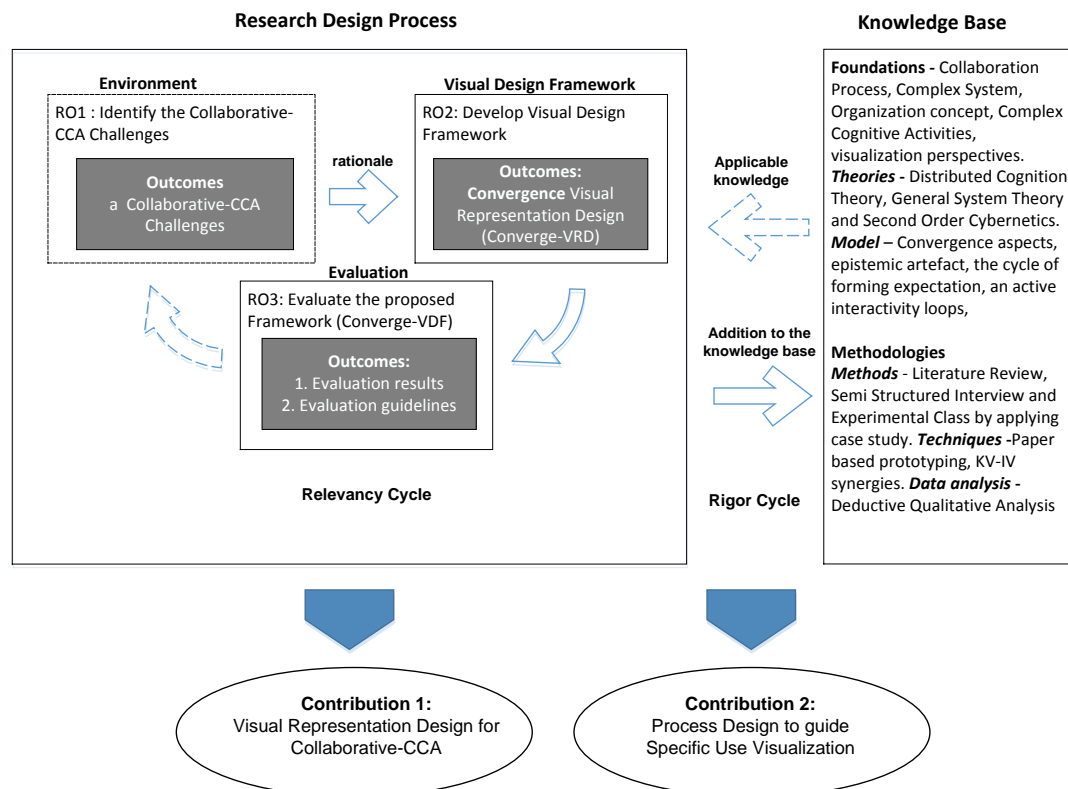 Research Design Process
Knowledge Base
Environment
RO1 : Identify the Collaborative-
CCA Challenges
Outcomes
a Collaborative-CCA
Challenges
rationale
Visual Design Framework
RO2: Develop Visual Design
Framework
Outcomes:
Convergence Visual
Representation Design
(Converge-VRD)
Evaluation
RO3: Evaluate the proposed
Framework (Converge-VDF)
Outcomes:
1. Evaluation results
2. Evaluation guidelines
Relevancy Cycle
Applicable
knowledge
Addition to the
knowledge base
Rigor Cycle
Foundations - Collaboration
Process, Complex System,
Organization concept, Complex
Cognitive Activities,
visualization perspectives.
Theories - Distributed Cognition
Theory, General System Theory
and Second Order Cybernetics.
Model – Convergence aspects,
epistemic artefact, the cycle of
forming expectation, an active
interactivity loops,
Methodologies
Methods - Literature Review,
Semi Structured Interview and
Experimental Class by applying
case study. Techniques -Paper
based prototyping, KV-IV
synergies. Data analysis -
Deductive Qualitative Analysis
Contribution 1:
Visual Representation Design for
Collaborative-CCA
Contribution 2:
Process Design to guide
Specific Use Visualization